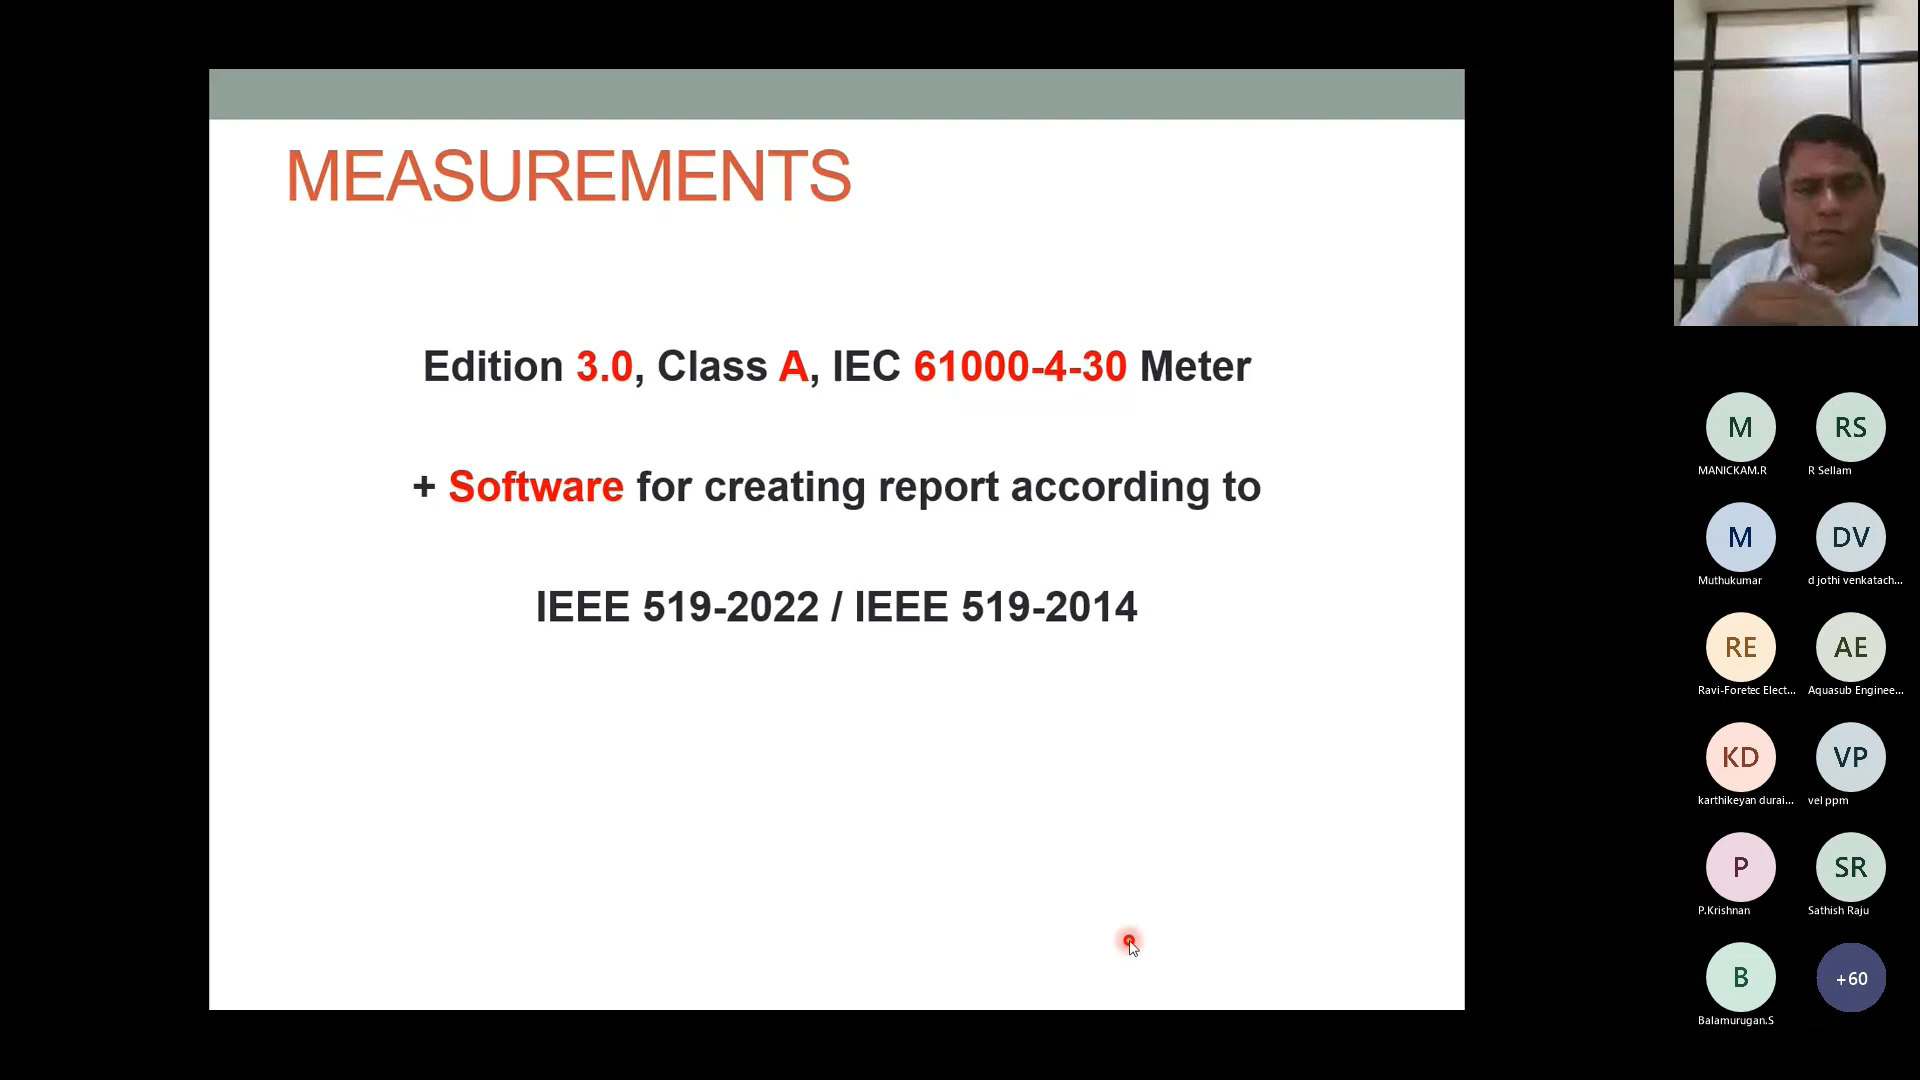 MEASUREMENTS
Edition 3.0, Class A, IEC 61000-4-30 Meter
+ Software for creating report according to
IEEE 519-2022 / IEEE 519-2014
M
RS
MANICKAM.R
R Sellam
M
DV
Muthukumar
d jothi venkatach...
RE
AE
Ravi-Foretec Elect...
Aquasub Enginee...
KD
VP
karthikeyan durai...
vel ppm
P
SR
P.Krishnan
Sathish Raju
B
+60
Balamurugan.S